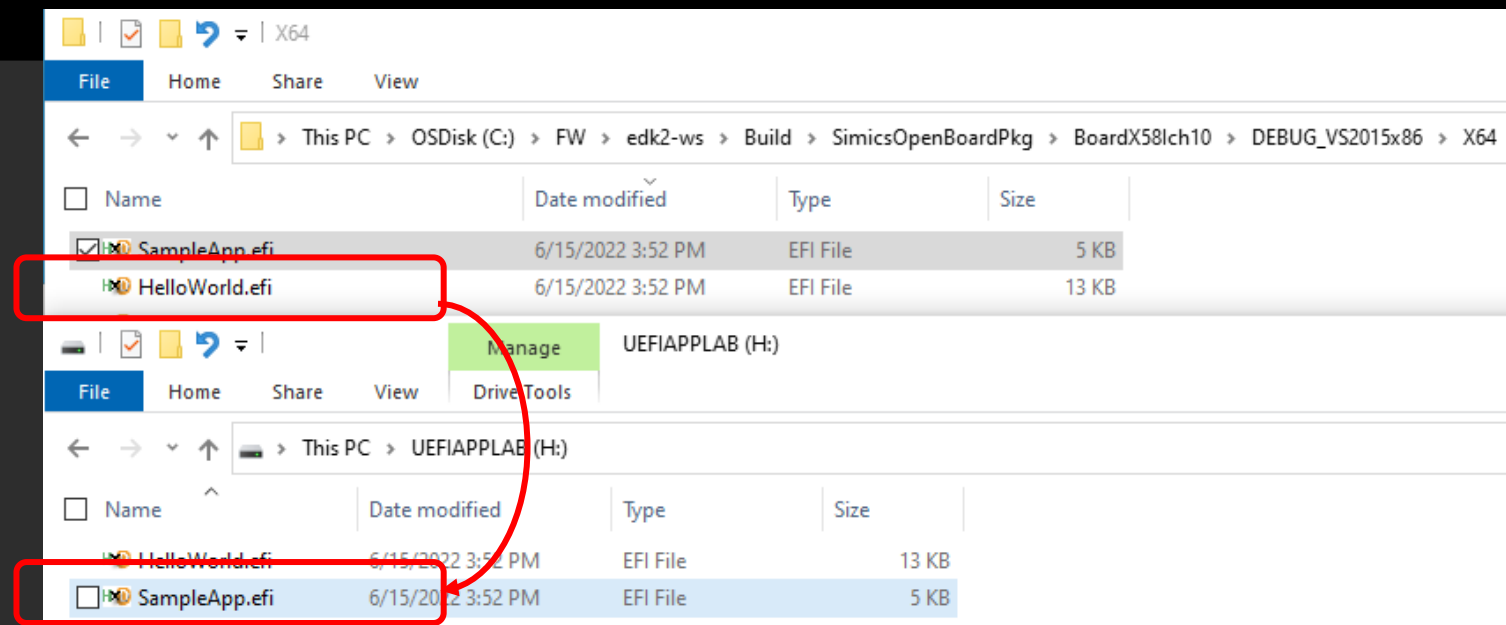 X64
File Home Share View
This PC > OSDisk (C:) > FW > edk2-ws > Build > SimicsOpenBoardPkg > BoardX58Ich10 > DEBUG_VS2015x86 > X64
Name Date modified Type Size
SampleApp.efi 6/15/2022 3:52 PM EFI File 5 KB
HelloWorld.efi 6/15/2022 3:52 PM EFI File 13 KB
Manage UEFIAPPLAB (H:)
File Home Share View Drive Tools
This PC > UEFIAPPLAB (H:)
Name Date modified Type Size
HelloWorld.efi 6/15/2022 3:52 PM EFI File 13 KB
SampleApp.efi 6/15/2022 3:52 PM EFI File 5 KB